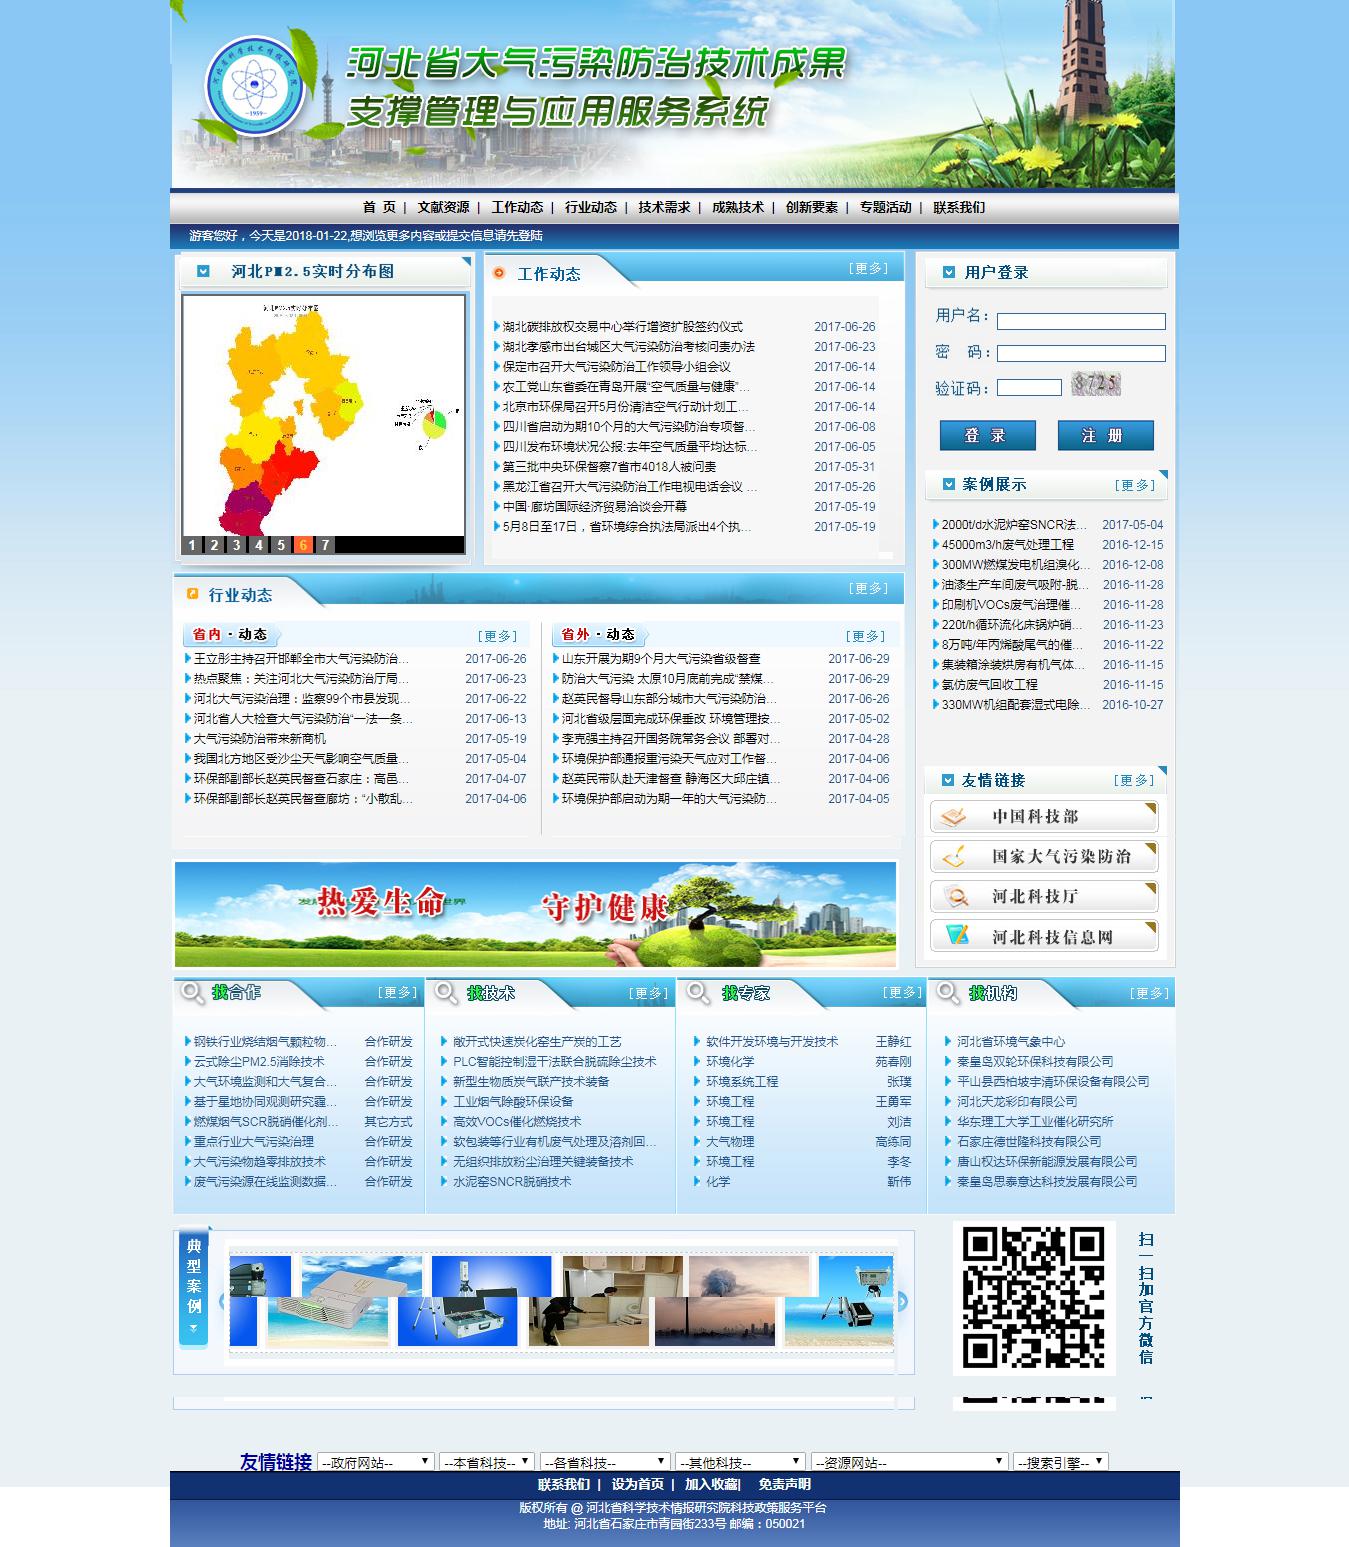 河北省大气污染防治技术成果
支撑管理与应用服务系统
首 页 | 文献资源 | 工作动态 | 行业动态 | 技术需求 | 成熟技术 | 创新要素 | 专题活动 | 联系我们
游客您好，今天是2018-01-22,想浏览更多内容或提交信息请先登陆
河北PM2.5实时分布图
1 2 3 4 5 6 7
工作动态 [更多]
湖北碳排放权交易中心举行增资扩股签约仪式 2017-06-26
湖北孝感市出台城区大气污染防治考核问责办法 2017-06-23
保定市召开大气污染防治工作领导小组会议 2017-06-14
农工党山东省委在青岛开展“空气质量与健康”... 2017-06-14
北京市环保局召开5月份清洁空气行动计划工... 2017-06-14
四川省启动为期10个月的大气污染防治专项督... 2017-06-08
四川发布环境状况公报:去年空气质量平均达标... 2017-06-05
第三批中央环保督察7省市4018人被问责 2017-05-31
黑龙江省召开大气污染防治工作电视电话会议 ... 2017-05-26
中国·廊坊国际经济贸易洽谈会开幕 2017-05-19
5月8日至17日，省环境综合执法局派出4个执... 2017-05-19
用户登录
用户名：
密 码：
验证码： 8725
登 录 注 册
案例展示 [更多]
2000t/d水泥炉窑SNCR法... 2017-05-04
45000m3/h废气处理工程 2016-12-15
300MW燃煤发电机组溴化... 2016-12-08
油漆生产车间废气吸附-脱... 2016-11-28
印刷机VOCs废气治理催... 2016-11-28
220t/h循环流化床锅炉硝... 2016-11-23
8万吨/年丙烯酸尾气的催... 2016-11-22
集装箱涂装烘房有机气体... 2016-11-15
氯仿废气回收工程 2016-11-15
330MW机组配套湿式电除... 2016-10-27
行业动态 [更多]
省内·动态 [更多]
王立彤主持召开邯郸全市大气污染防治... 2017-06-26
热点聚焦：关注河北大气污染防治厅局... 2017-06-23
河北大气污染治理：监察99个市县发现... 2017-06-22
河北省人大检查大气污染防治“一法一条... 2017-06-13
大气污染防治带来新商机 2017-05-19
我国北方地区受沙尘天气影响空气质量... 2017-05-04
环保部副部长赵英民督查石家庄：高邑... 2017-04-07
环保部副部长赵英民督查廊坊：“小散乱... 2017-04-06
省外·动态 [更多]
山东开展为期9个月大气污染省级督查 2017-06-29
防治大气污染 太原10月底前完成“禁煤... 2017-06-29
赵英民督导山东部分城市大气污染防治... 2017-06-26
河北省级层面完成环保垂改 环境管理按... 2017-05-02
李克强主持召开国务院常务会议 部署对... 2017-04-28
环境保护部通报重污染天气应对工作督... 2017-04-06
赵英民带队赴天津督查 静海区大邱庄镇... 2017-04-06
环境保护部启动为期一年的大气污染防... 2017-04-05
友情链接 [更多]
中国科技部
国家大气污染防治
河北科技厅
河北科技信息网
热爱生命 守护健康
找合作 [更多]
钢铁行业烧结烟气颗粒物... 合作研发
云式除尘PM2.5消除技术 合作研发
大气环境监测和大气复合... 合作研发
基于星地协同观测研究霾... 合作研发
燃煤烟气SCR脱硝催化剂... 其它方式
重点行业大气污染治理 合作研发
大气污染物趋零排放技术 合作研发
废气污染源在线监测数据... 合作研发
找技术 [更多]
敞开式快速炭化窑生产炭的工艺
PLC智能控制湿干法联合脱硫除尘技术
新型生物质炭气联产技术装备
工业烟气除酸环保设备
高效VOCs催化燃烧技术
软包装等行业有机废气处理及溶剂回...
无组织排放粉尘治理关键装备技术
水泥窑SNCR脱硝技术
找专家 [更多]
软件开发环境与开发技术 王静红
环境化学 苑春刚
环境系统工程 张璞
环境工程 王勇军
环境工程 刘洁
大气物理 高练同
环境工程 李冬
化学 靳伟
找机构 [更多]
河北省环境气象中心
秦皇岛双轮环保科技有限公司
平山县西柏坡宇清环保设备有限公司
河北天龙彩印有限公司
华东理工大学工业催化研究所
石家庄德世隆科技有限公司
唐山权达环保新能源发展有限公司
秦皇岛思泰意达科技发展有限公司
典型案例
扫一扫加官方微信
友情链接 --政府网站-- --本省科技-- --各省科技-- --其他科技-- --资源网站-- --搜索引擎--
联系我们 | 设为首页 | 加入收藏| 免责声明
版权所有 @ 河北省科学技术情报研究院科技政策服务平台
地址: 河北省石家庄市青园街233号 邮编：050021